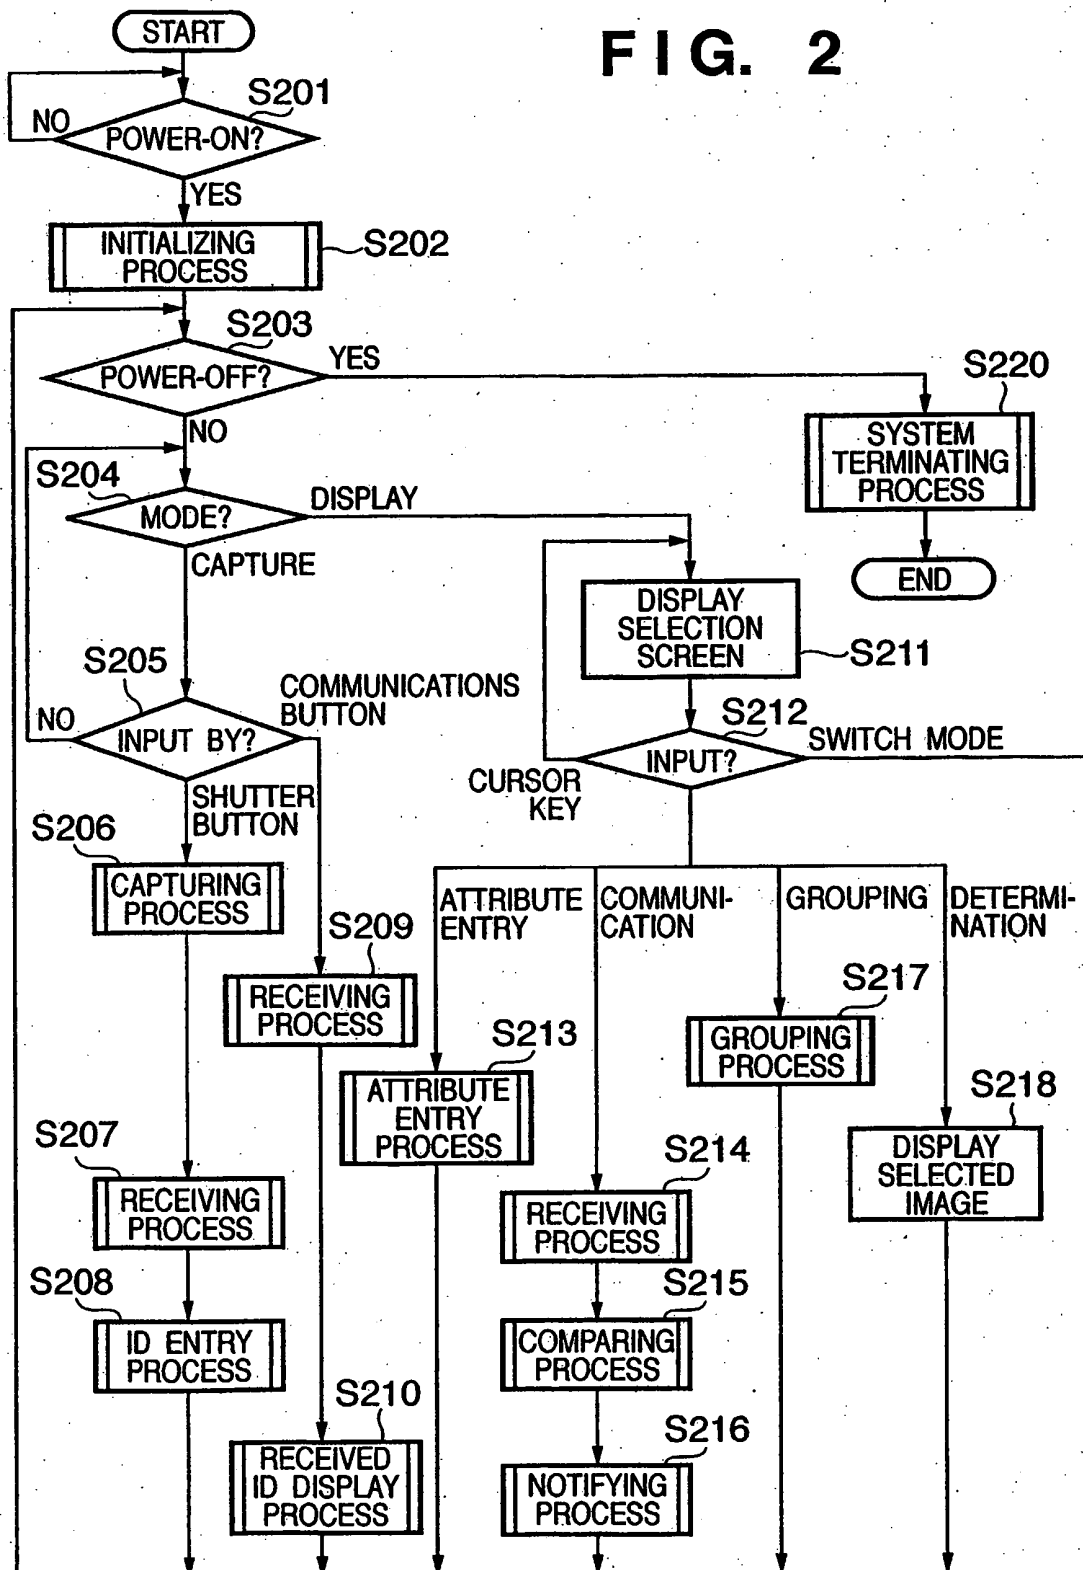 FIG. 2
START
S201
NO
POWER-ON?
YES
INITIALIZING
PROCESS
S202
S203
POWER-OFF?
YES
NO
S220
SYSTEM
TERMINATING
PROCESS
END
S204
MODE?
DISPLAY
CAPTURE
DISPLAY
SELECTION
SCREEN
S211
S205
NO
INPUT BY?
COMMUNICATIONS
BUTTON
SHUTTER
BUTTON
S212
INPUT?
SWITCH MODE
CURSOR
KEY
S206
CAPTURING
PROCESS
ATTRIBUTE
ENTRY
COMMUNI-
CATION
GROUPING
DETERMI-
NATION
S209
RECEIVING
PROCESS
S217
GROUPING
PROCESS
S213
ATTRIBUTE
ENTRY
PROCESS
S218
DISPLAY
SELECTED
IMAGE
S207
RECEIVING
PROCESS
S214
RECEIVING
PROCESS
S208
ID ENTRY
PROCESS
S215
COMPARING
PROCESS
S210
RECEIVED
ID DISPLAY
PROCESS
S216
NOTIFYING
PROCESS